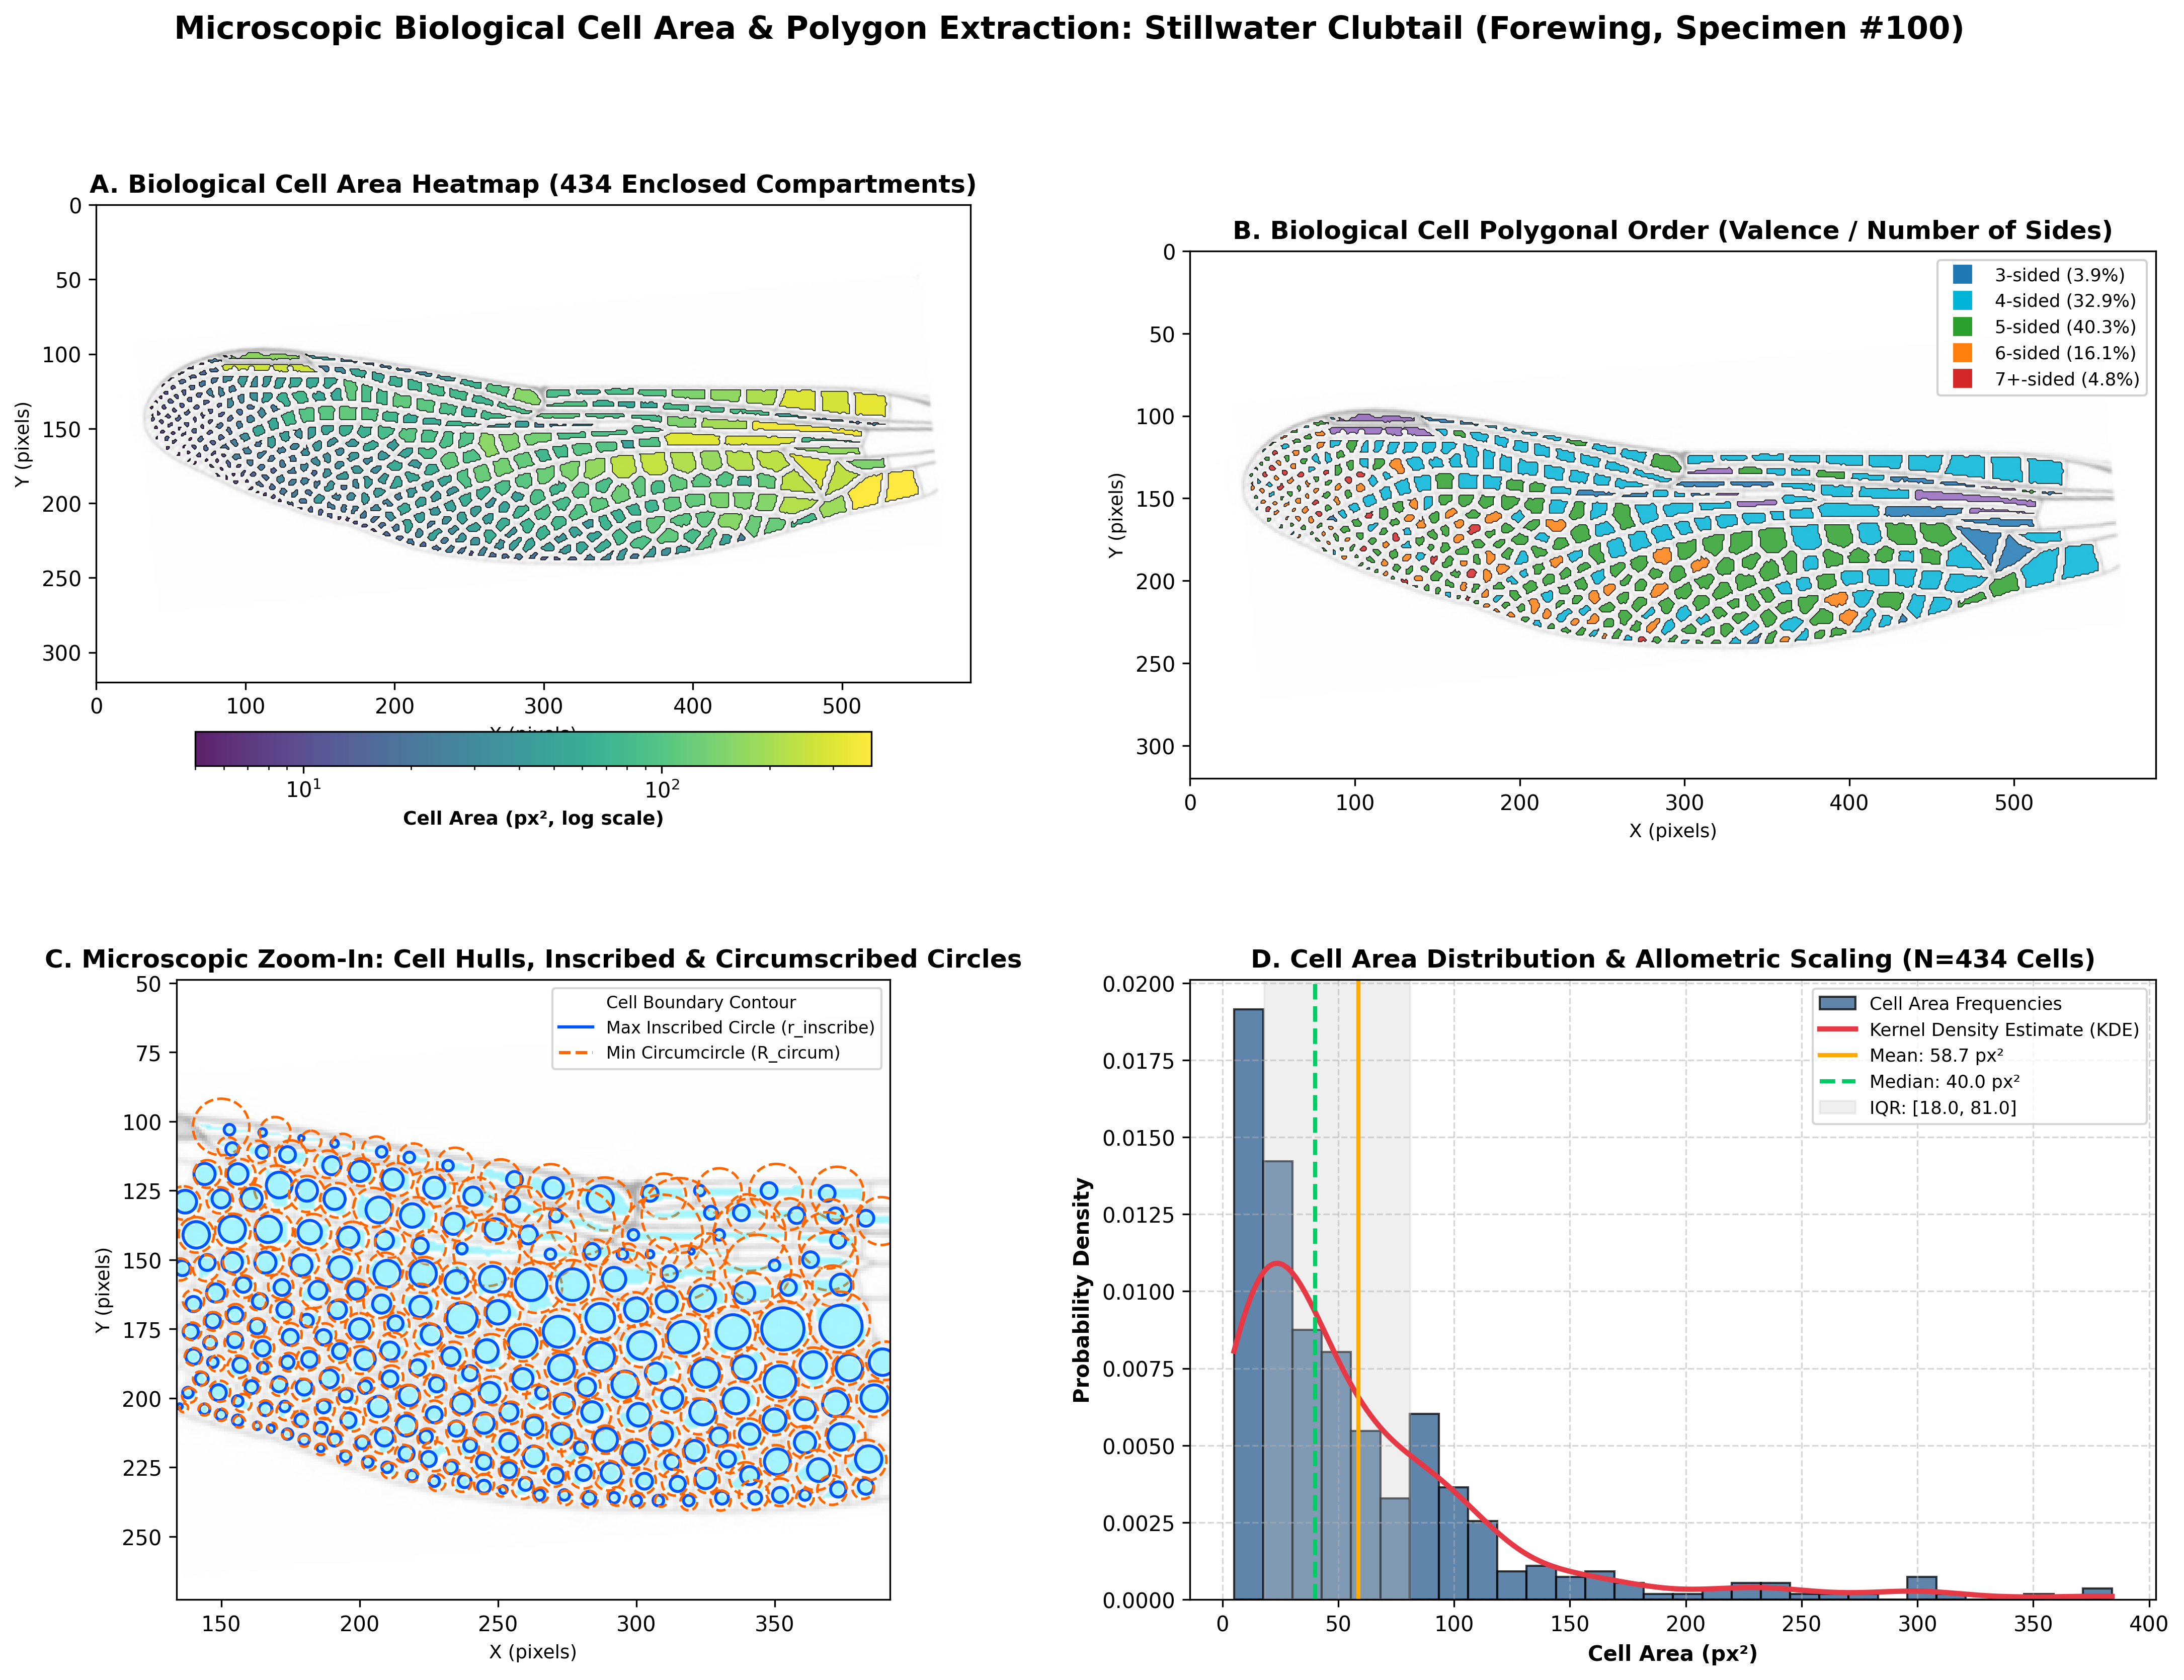 Microscopic Biological Cell Area & Polygon Extraction: Stillwater Clubtail (Forewing, Specimen #100)
A. Biological Cell Area Heatmap (434 Enclosed Compartments)
0
50
100
150
200
250
300
Y (pixels)
0 100 200 300 400 500
X (pixels)
10¹ 10²
Cell Area (px², log scale)
B. Biological Cell Polygonal Order (Valence / Number of Sides)
3-sided (3.9%)
4-sided (32.9%)
5-sided (40.3%)
6-sided (16.1%)
7+-sided (4.8%)
0
50
100
150
200
250
300
Y (pixels)
0 100 200 300 400 500
X (pixels)
C. Microscopic Zoom-In: Cell Hulls, Inscribed & Circumscribed Circles
Cell Boundary Contour
Max Inscribed Circle (r_inscribe)
Min Circumcircle (R_circum)
50
75
100
125
150
175
200
225
250
Y (pixels)
150 200 250 300 350
X (pixels)
D. Cell Area Distribution & Allometric Scaling (N=434 Cells)
Cell Area Frequencies
Kernel Density Estimate (KDE)
Mean: 58.7 px²
Median: 40.0 px²
IQR: [18.0, 81.0]
0.0200
0.0175
0.0150
0.0125
0.0100
0.0075
0.0050
0.0025
0.0000
Probability Density
0 50 100 150 200 250 300 350 400
Cell Area (px²)